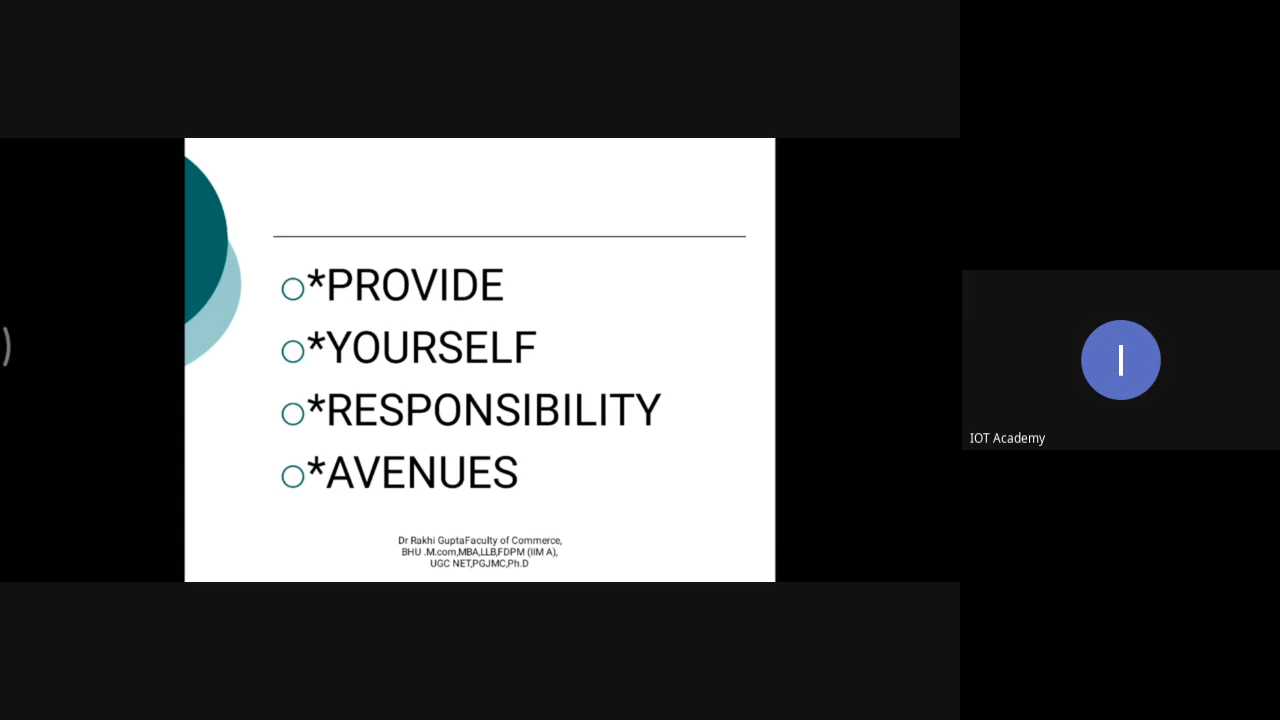 *PROVIDE
*YOURSELF
*RESPONSIBILITY
*AVENUES
Dr Rakhi GuptaFaculty of Commerce,
BHU .M.com,MBA,LLB,FDPM (IIM A),
UGC NET,PGJMC,Ph.D
I
IOT Academy